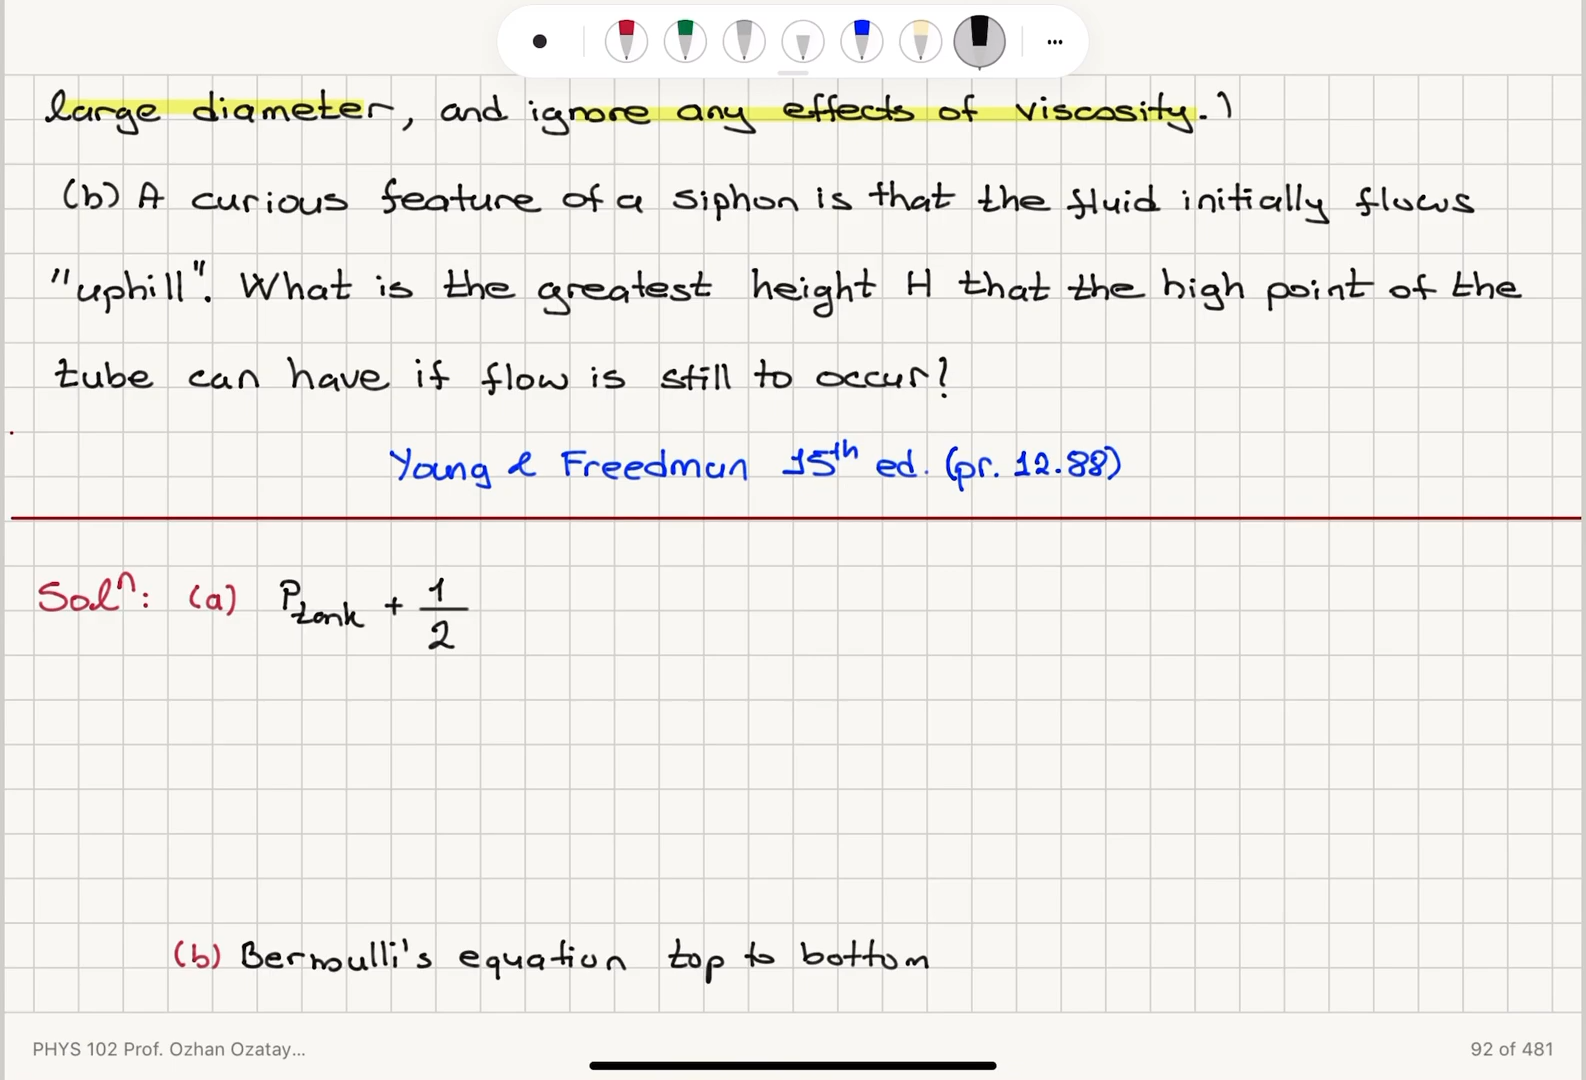 large diameter, and ignore any effects of viscosity.)
(b) A curious feature of a siphon is that the fluid initially flows
"uphill". What is the greatest height H that the high point of the
tube can have if flow is still to occur?
Young & Freedman 15th ed. (pr. 12.88)
Solⁿ: (a) P_tank + 1/2
(b) Bernoulli's equation top to bottom
PHYS 102 Prof. Ozhan Ozatay...
92 of 481